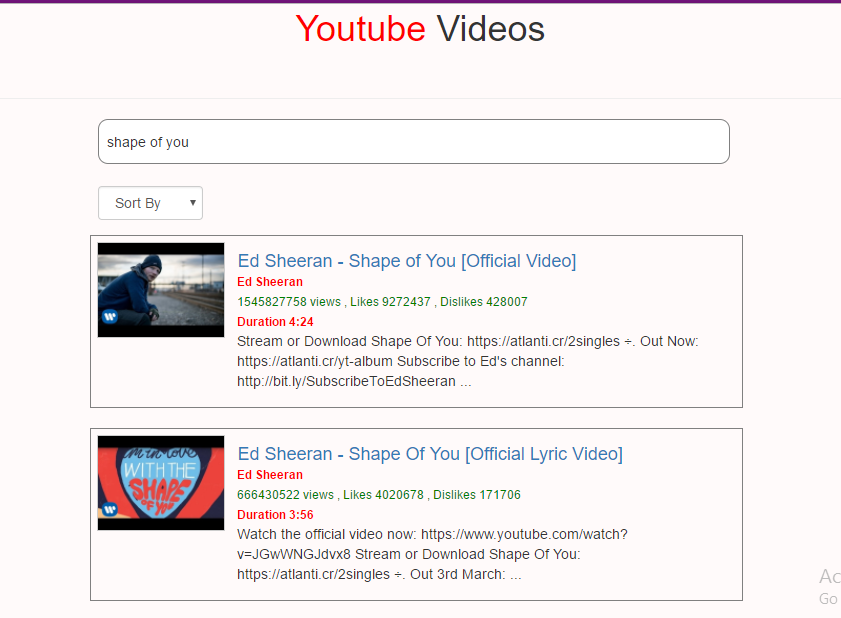 Youtube Videos
shape of you
Sort By
Ed Sheeran - Shape of You [Official Video]
Ed Sheeran
1545827758 views , Likes 9272437 , Dislikes 428007
Duration 4:24
Stream or Download Shape Of You: https://atlanti.cr/2singles ÷. Out Now:
https://atlanti.cr/yt-album Subscribe to Ed's channel:
http://bit.ly/SubscribeToEdSheeran ...
I'm in love
WITH THE
SHAPE
OF YOU
Ed Sheeran - Shape Of You [Official Lyric Video]
Ed Sheeran
666430522 views , Likes 4020678 , Dislikes 171706
Duration 3:56
Watch the official video now: https://www.youtube.com/watch?
v=JGwWNGJdvx8 Stream or Download Shape Of You:
https://atlanti.cr/2singles ÷. Out 3rd March: ...
Go